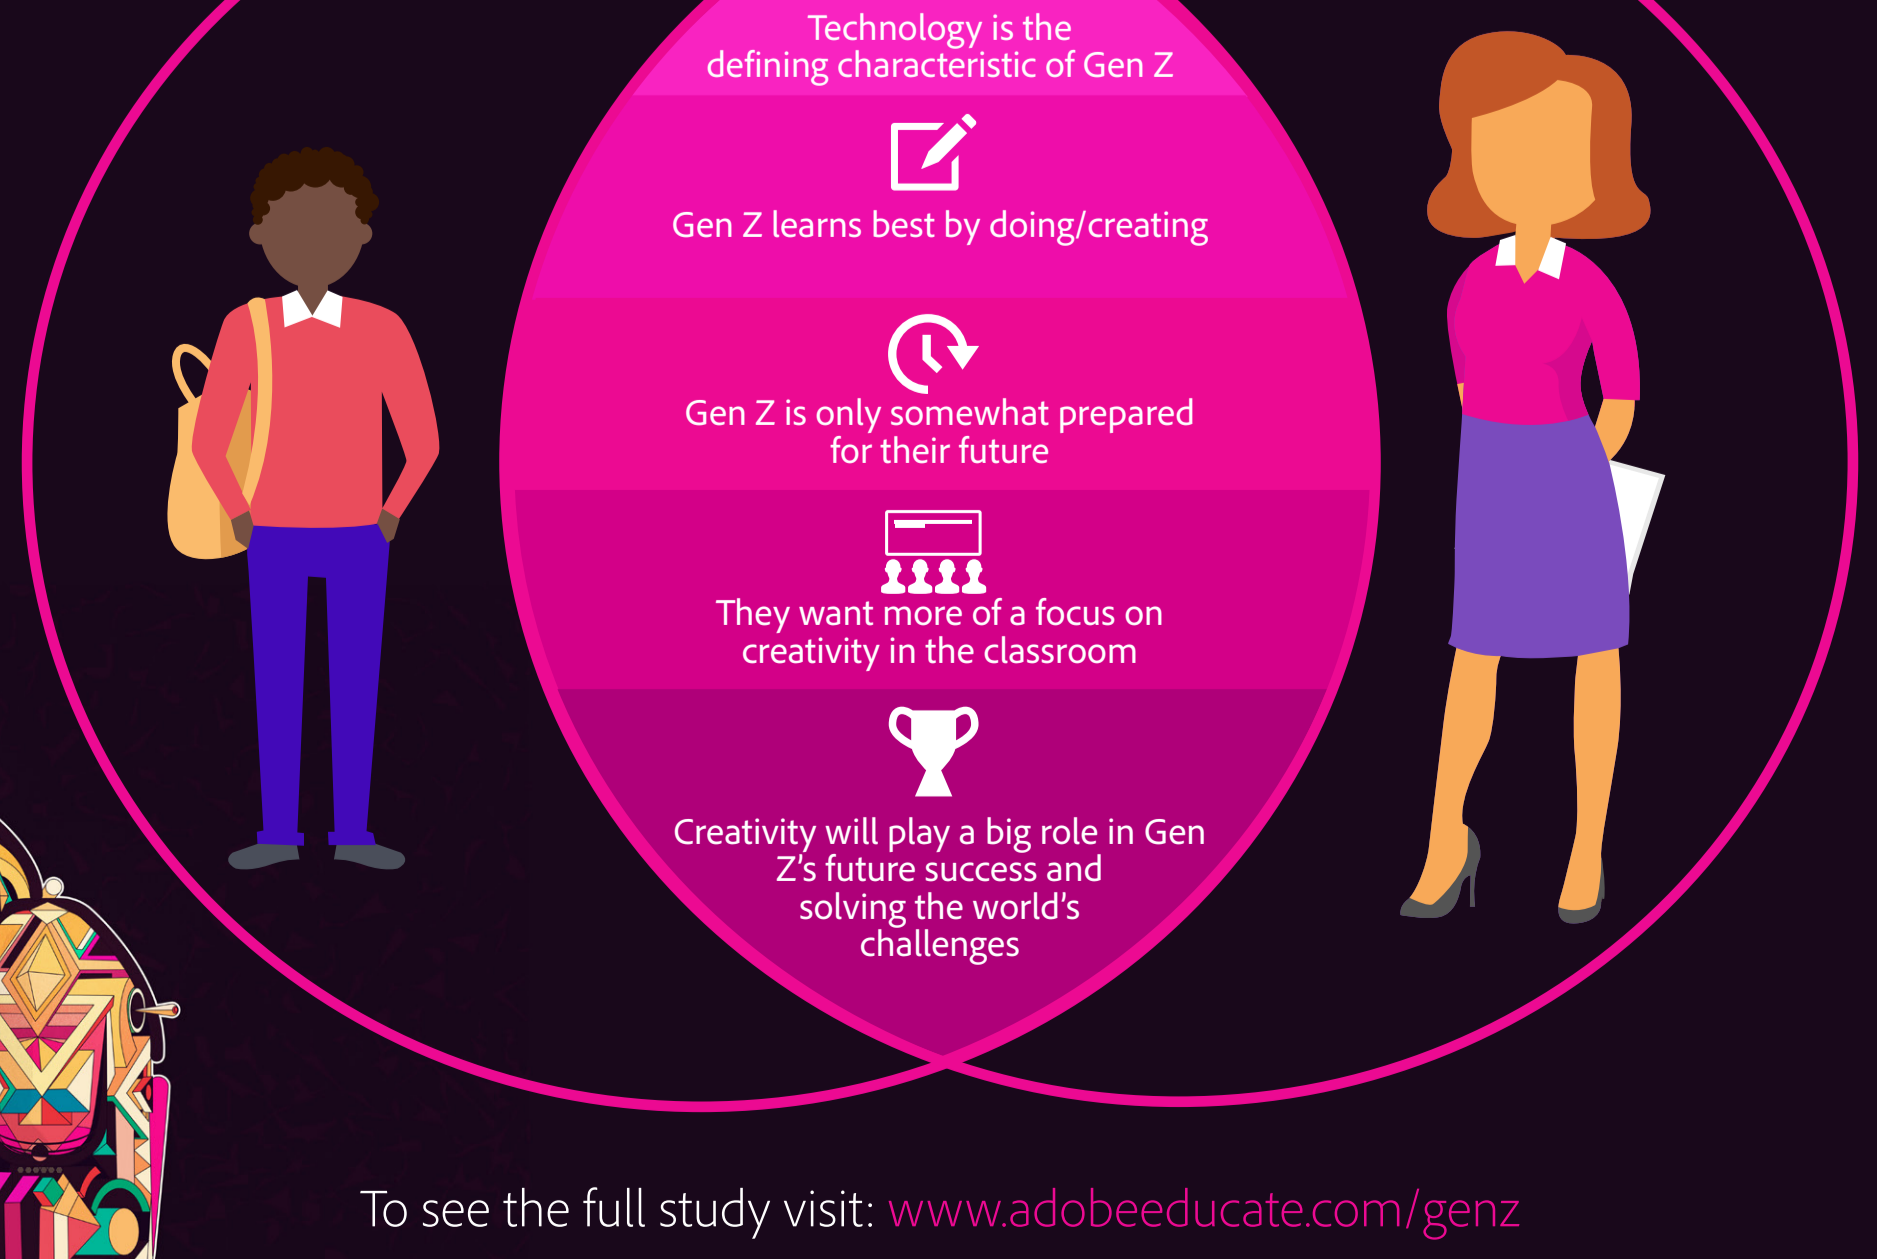 Technology is the
defining characteristic of Gen Z
Gen Z learns best by doing/creating
Gen Z is only somewhat prepared
for their future
They want more of a focus on
creativity in the classroom
Creativity will play a big role in Gen
Z’s future success and
solving the world’s
challenges
To see the full study visit: www.adobeeducate.com/genz